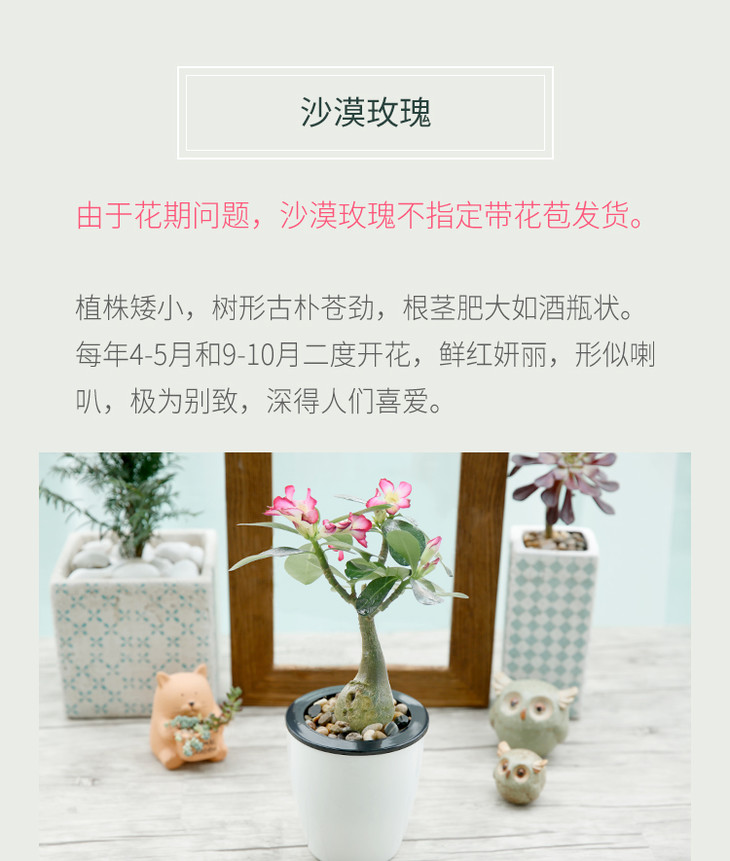 沙漠玫瑰
由于花期问题，沙漠玫瑰不指定带花苞发货。
植株矮小，树形古朴苍劲，根茎肥大如酒瓶状。
每年4-5月和9-10月二度开花，鲜红妍丽，形似喇
叭，极为别致，深得人们喜爱。